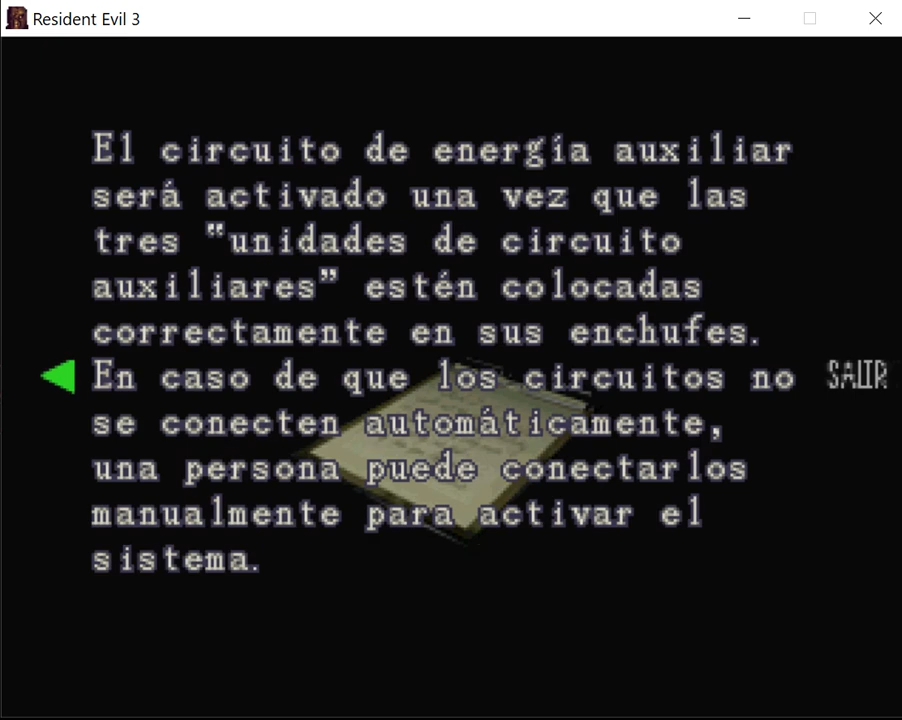 Resident Evil 3
El circuito de energía auxiliar
será activado una vez que las
tres "unidades de circuito
auxiliares" estén colocadas
correctamente en sus enchufes.
En caso de que los circuitos no
se conecten automáticamente,
una persona puede conectarlos
manualmente para activar el
sistema.
SALIR